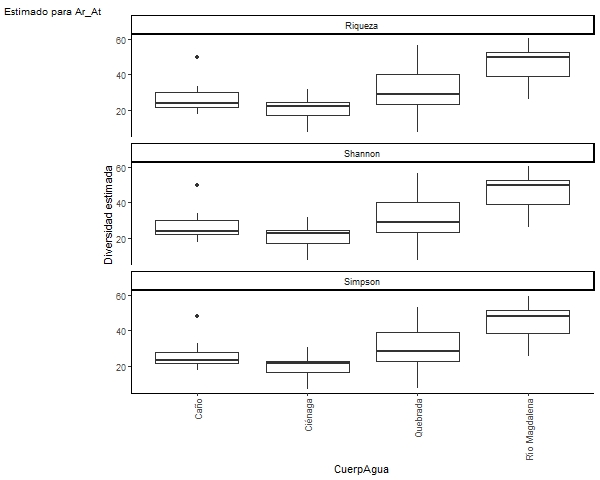 Estimado para Ar_At
Riqueza
60
40
20
Shannon
60
40
20
Simpson
60
40
20
Diversidad estimada
Caño
Ciénaga
Quebrada
Río Magdalena
CuerpAgua